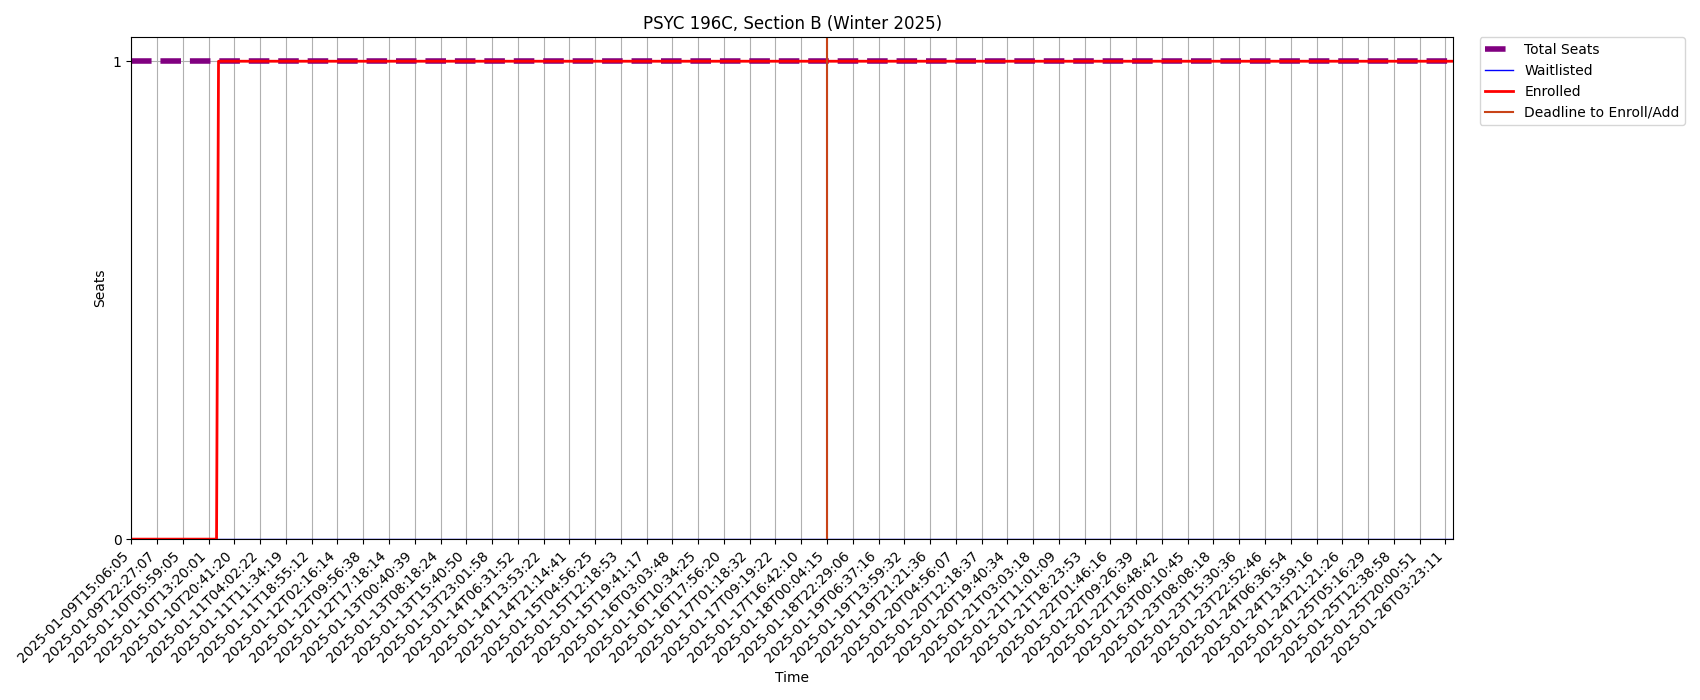 PSYC 196C, Section B (Winter 2025)
Total Seats
Waitlisted
Enrolled
Deadline to Enroll/Add
Seats
1
0
2025-01-09T15:06:05
2025-01-09T22:27:07
2025-01-10T05:59:05
2025-01-10T13:20:01
2025-01-10T20:41:20
2025-01-11T04:02:22
2025-01-11T11:34:19
2025-01-11T18:55:12
2025-01-12T02:16:14
2025-01-12T09:56:38
2025-01-12T17:18:14
2025-01-13T00:40:39
2025-01-13T08:18:24
2025-01-13T15:40:50
2025-01-13T23:01:58
2025-01-14T06:31:52
2025-01-14T13:53:22
2025-01-14T21:14:41
2025-01-15T04:56:25
2025-01-15T12:18:53
2025-01-15T19:41:17
2025-01-16T03:03:48
2025-01-16T10:34:25
2025-01-16T17:56:20
2025-01-17T01:18:32
2025-01-17T09:19:22
2025-01-17T16:42:10
2025-01-18T00:04:15
2025-01-18T22:29:06
2025-01-19T06:37:16
2025-01-19T13:59:32
2025-01-19T21:21:36
2025-01-20T04:56:07
2025-01-20T12:18:37
2025-01-20T19:40:34
2025-01-21T03:03:18
2025-01-21T11:01:09
2025-01-21T18:23:53
2025-01-22T01:46:16
2025-01-22T09:26:39
2025-01-22T16:48:42
2025-01-23T00:10:45
2025-01-23T08:08:18
2025-01-23T15:30:36
2025-01-23T22:52:46
2025-01-24T06:36:54
2025-01-24T13:59:16
2025-01-24T21:21:26
2025-01-25T05:16:29
2025-01-25T12:38:58
2025-01-25T20:00:51
2025-01-26T03:23:11
Time